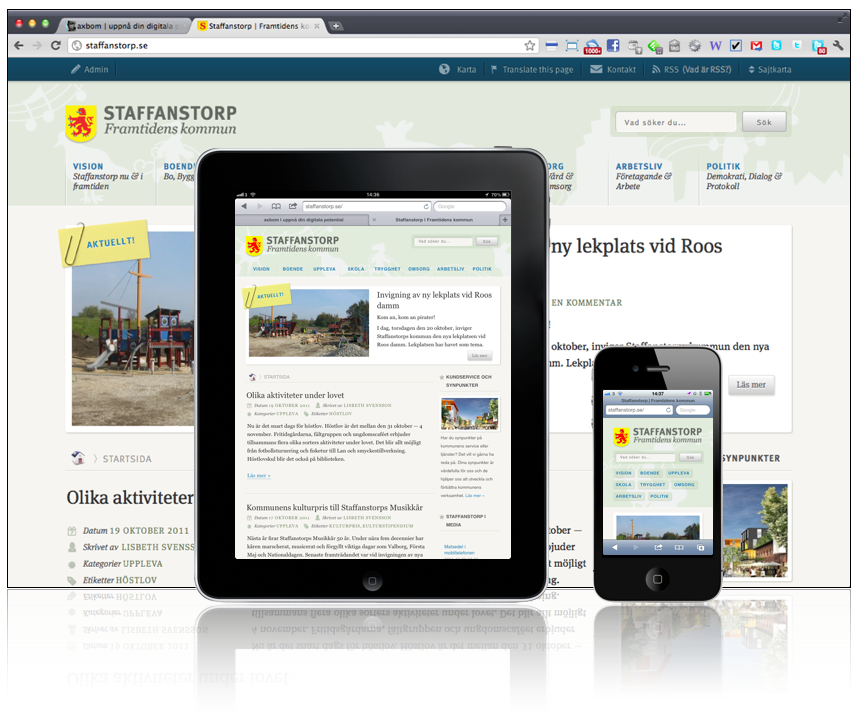 axbom | uppnå din digitala
Staffanstorp | Framtidens ko
staffanstorp.se
1000+
W
80
Admin
Karta
Translate this page
Kontakt
RSS (Vad är RSS?)
Sajtkarta
STAFFANSTORP
Framtidens kommun
Vad söker du...
Sök
VISION
Staffanstorp nu & i
framtiden
BOENDE
Bo, Bygg
ORG
Vård &
msorg
ARBETSLIV
Företagande &
Arbete
POLITIK
Demokrati, Dialog &
Protokoll
AKTUELLT!
ny lekplats vid Roos
EN KOMMENTAR
oktober, inviger Staffanstorps kommun den nya
m. Lekpla
Läs mer
STARTSIDA
SYNPUNKTER
Olika aktiviteter
Datum 19 OKTOBER 2011
Skrivet av LISBETH SVENSS
Kategorier UPPLEVA
Etiketter HÖSTLOV
ktober —
bjuder
t möjligt
ng.
14:36
70%
staffanstorp.se/
Google
axbom i uppnå din digitala potential
Staffanstorp i Framtidens kommun
STAFFANSTORP
Framtidens kommun
Vad söker du...
Sök
VISION BOENDE UPPLEVA SKOLA TRYGGHET OMSORG ARBETSLIV POLITIK
AKTUELLT!
Invigning av ny lekplats vid Roos
damm
Kom an, kom an pirater!
I dag, torsdagen den 20 oktober, inviger
Staffanstorps kommun den nya lekplatsen vid
Roos damm. Lekplatsen har havet som tema.
Läs mer
STARTSIDA
Olika aktiviteter under lovet
Datum 19 OKTOBER 2011 Skrivet av LISBETH SVENSSON
Kategorier UPPLEVA Etiketter HÖSTLOV
Nu är det snart dags för höstlov. Höstlov är det mellan den 31 oktober — 4
november. Fritidsgårdarna, fältgruppen och ungdomscaféet erbjuder
tillsammans flera olika sorters aktiviteter under lovet. Det blir allt möjligt
från fotbollsturnering och fisketur till Lan och smyckestillverkning.
Höstlovskul blir det också på biblioteken.
Läs mer »
Kommunens kulturpris till Staffanstorps Musikkår
Datum 17 OKTOBER 2011 Skrivet av LISBETH SVENSSON
Kategorier UPPLEVA Etiketter KULTURPRIS, KULTURSTIPENDIUM
Nästa år firar Staffanstorps Musikkår 50 år. Under sina fem decennier har
kåren marscherat, musicerat och förgyllt viktiga dagar som Valborg, Första
Maj och Nationaldagen. Senaste framträdandet var vid invigningen av nya
KUNDSERVICE OCH
SYNPUNKTER
Har du synpunkter på
kommunens service eller
tjänster? Det vill vi gärna ha
reda på. Dina synpunkter är
värdefulla för oss och de
hjälper oss att utveckla och
förbättra kommunens
verksamhet. Läs mer »
STAFFANSTORP I
MEDIA
14:37
Staffanstorp | Framtidens kommun
staffanstorp.se/
Google
STAFFANSTORP
Framtidens kommun
Vad söker du...
Sök
VISION BOENDE UPPLEVA
SKOLA TRYGGHET OMSORG
ARBETSLIV POLITIK